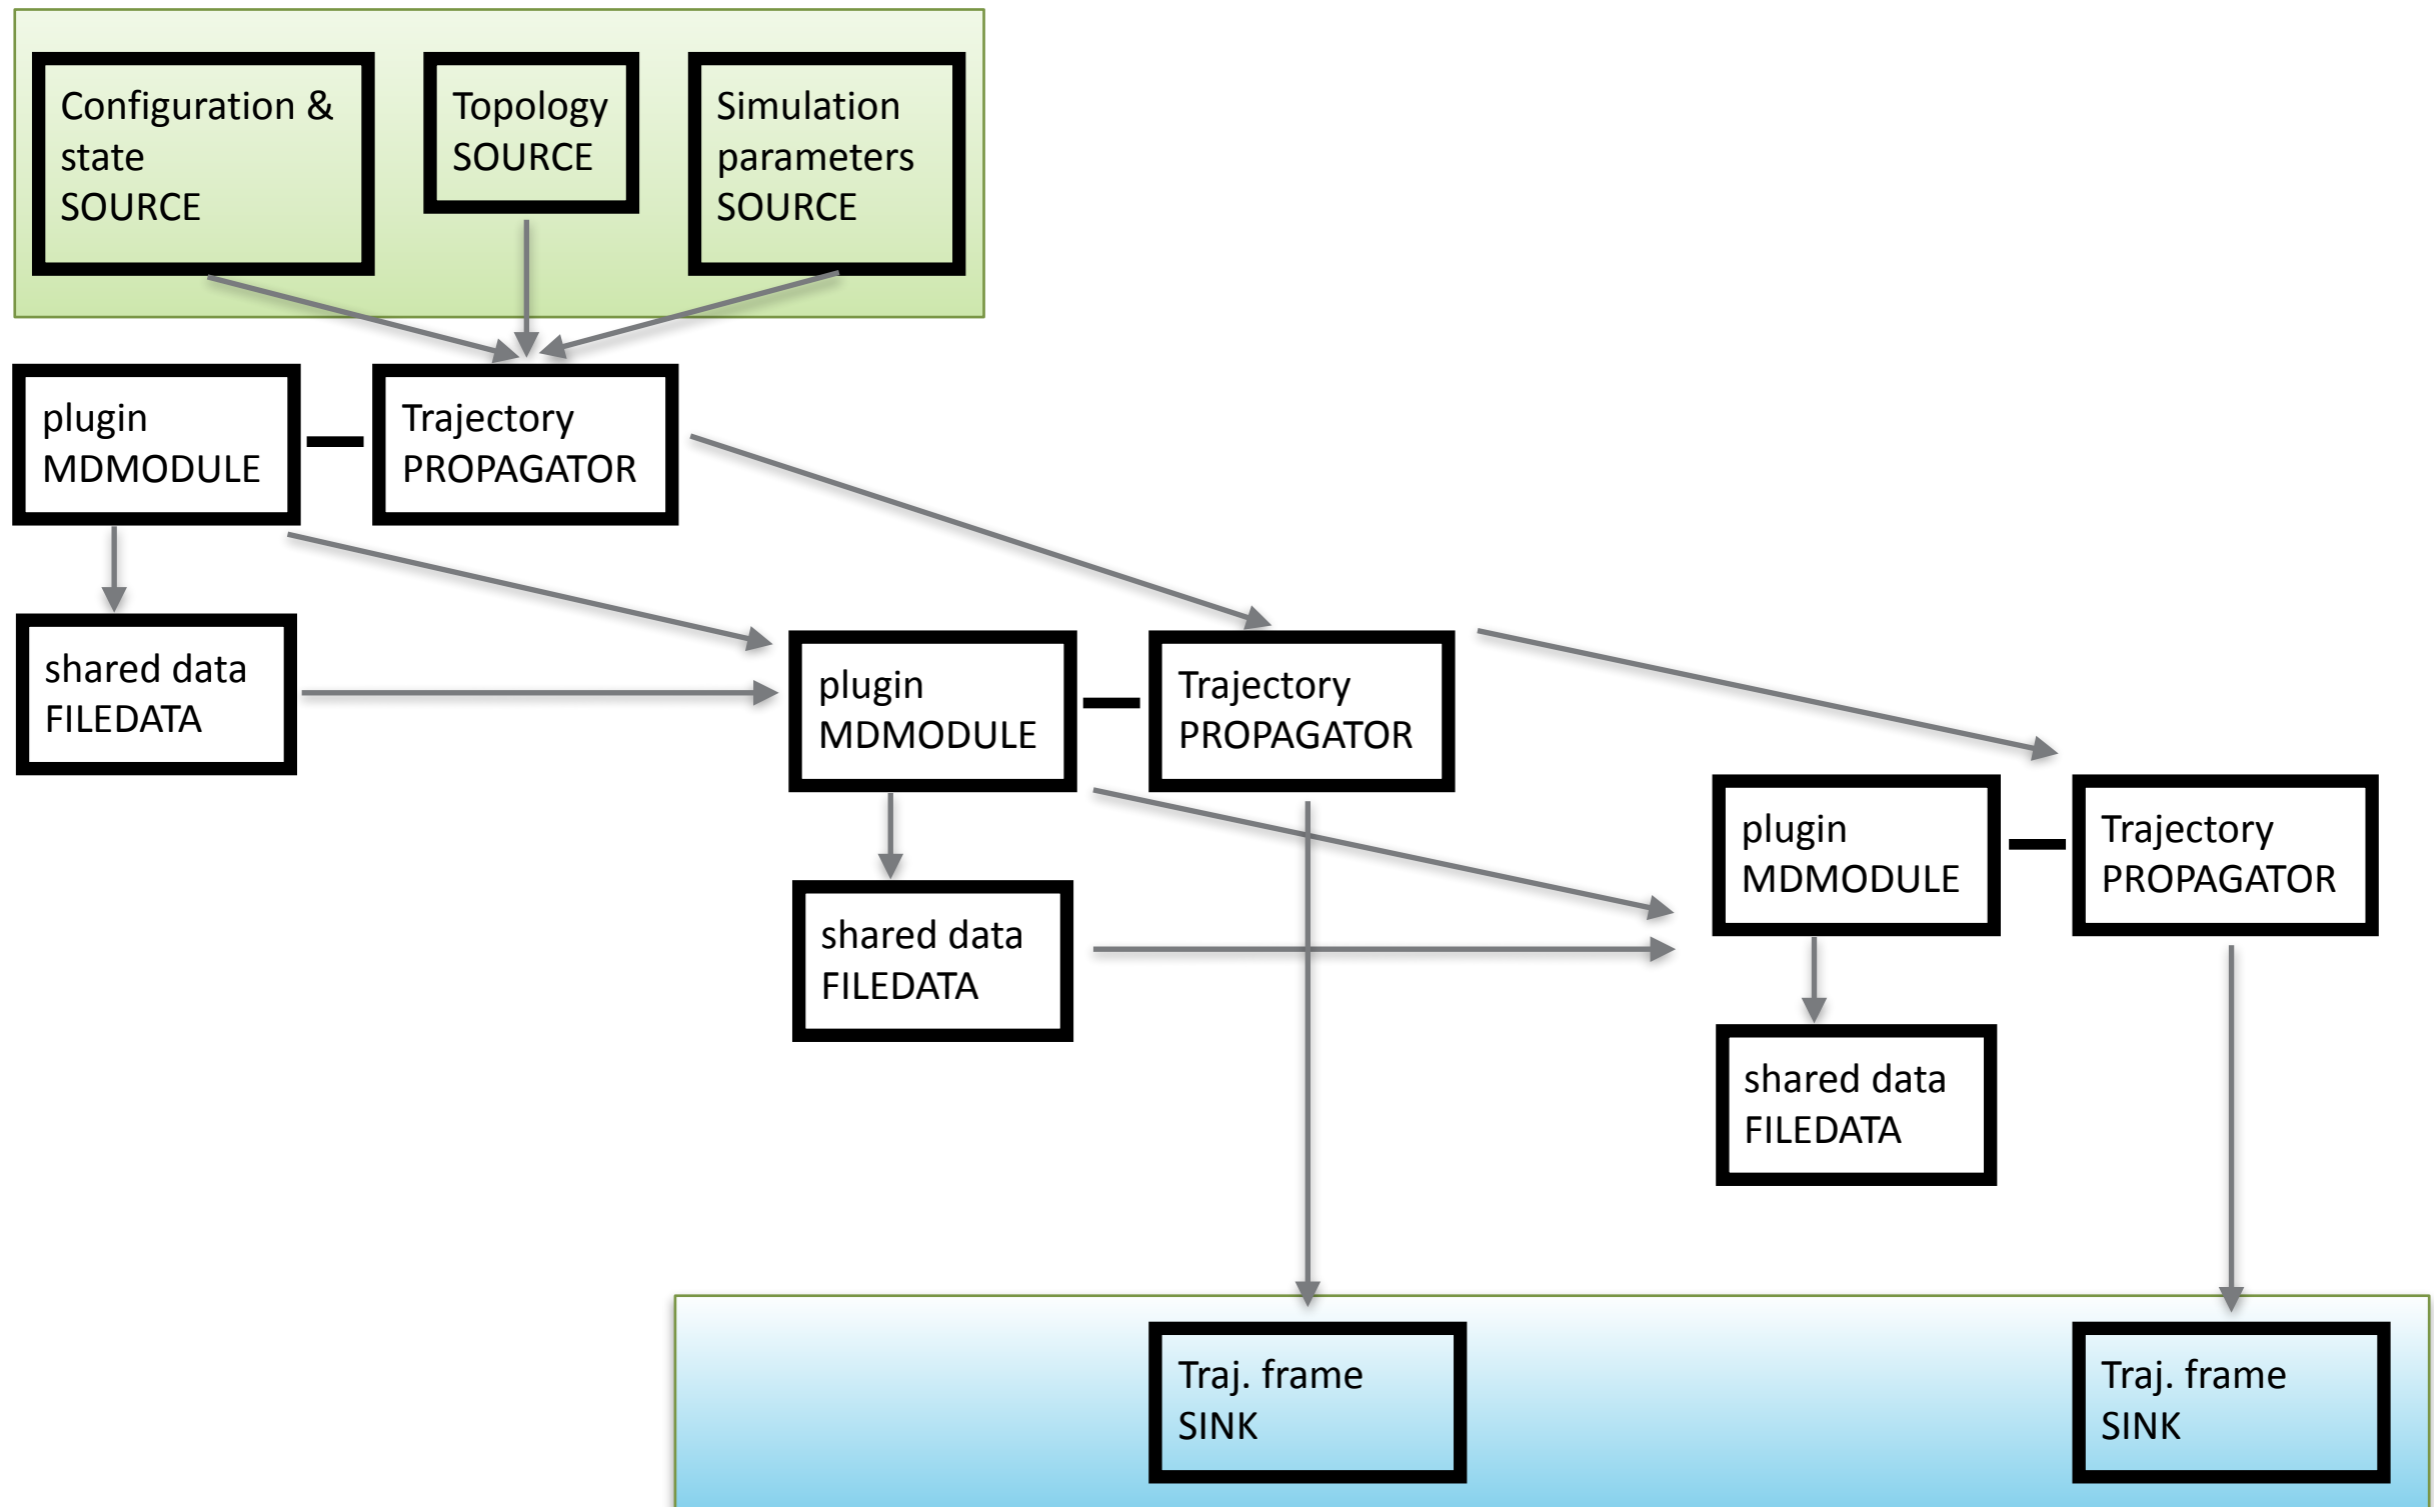 Configuration &
state
SOURCE
Topology
SOURCE
Simulation
parameters
SOURCE
plugin
MDMODULE
Trajectory
PROPAGATOR
shared data
FILEDATA
plugin
MDMODULE
Trajectory
PROPAGATOR
shared data
FILEDATA
plugin
MDMODULE
Trajectory
PROPAGATOR
shared data
FILEDATA
Traj. frame
SINK
Traj. frame
SINK